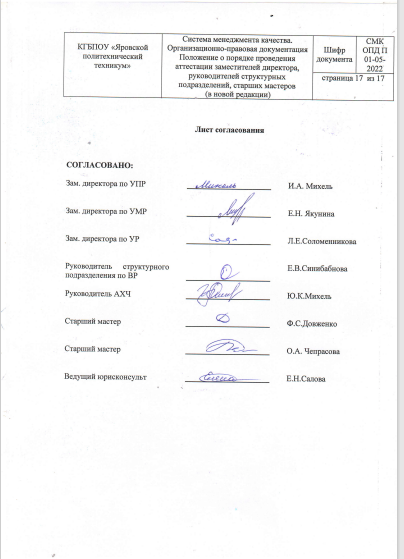 КГБПОУ «Яровской
политехнический
техникум»
Система менеджмента качества.
Организационно-правовая документация
Положение о порядке проведения
аттестации заместителей директора,
руководителей структурных
подразделений, старших мастеров
(в новой редакции)
Шифр
документа
СМК
ОПД П
01-05-
2022
страница 17 из 17
Лист согласования
СОГЛАСОВАНО:
Зам. директора по УПР И.А. Михель
Зам. директора по УМР Е.Н. Якунина
Зам. директора по УР Л.Е.Соломенникова
Руководитель структурного
подразделения по ВР Е.В.Синибабнова
Руководитель АХЧ Ю.К.Михель
Старший мастер Ф.С.Довженко
Старший мастер О.А. Чепрасова
Ведущий юрисконсульт Е.Н.Салова